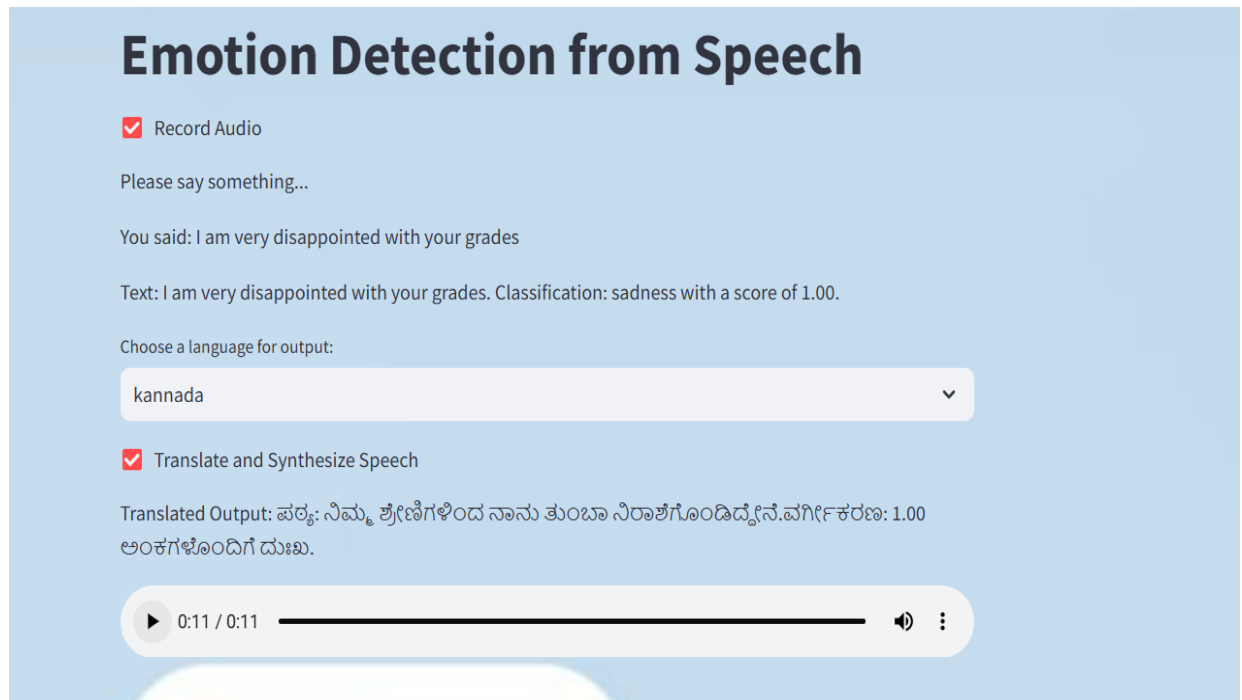 Emotion Detection from Speech
Record Audio
Please say something...
You said: I am very disappointed with your grades
Text: I am very disappointed with your grades. Classification: sadness with a score of 1.00.
Choose a language for output:
kannada
Translate and Synthesize Speech
Translated Output: ಪಠ್ಯ: ನಿಮ್ಮ ಶ್ರೇಣಿಗಳಿಂದ ನಾನು ತುಂಬಾ ನಿರಾಶೆಗೊಂಡಿದ್ದೇನೆ.ವರ್ಗೀಕರಣ: 1.00
ಅಂಕಗಳೊಂದಿಗೆ ದುಃಖ.
0:11 / 0:11